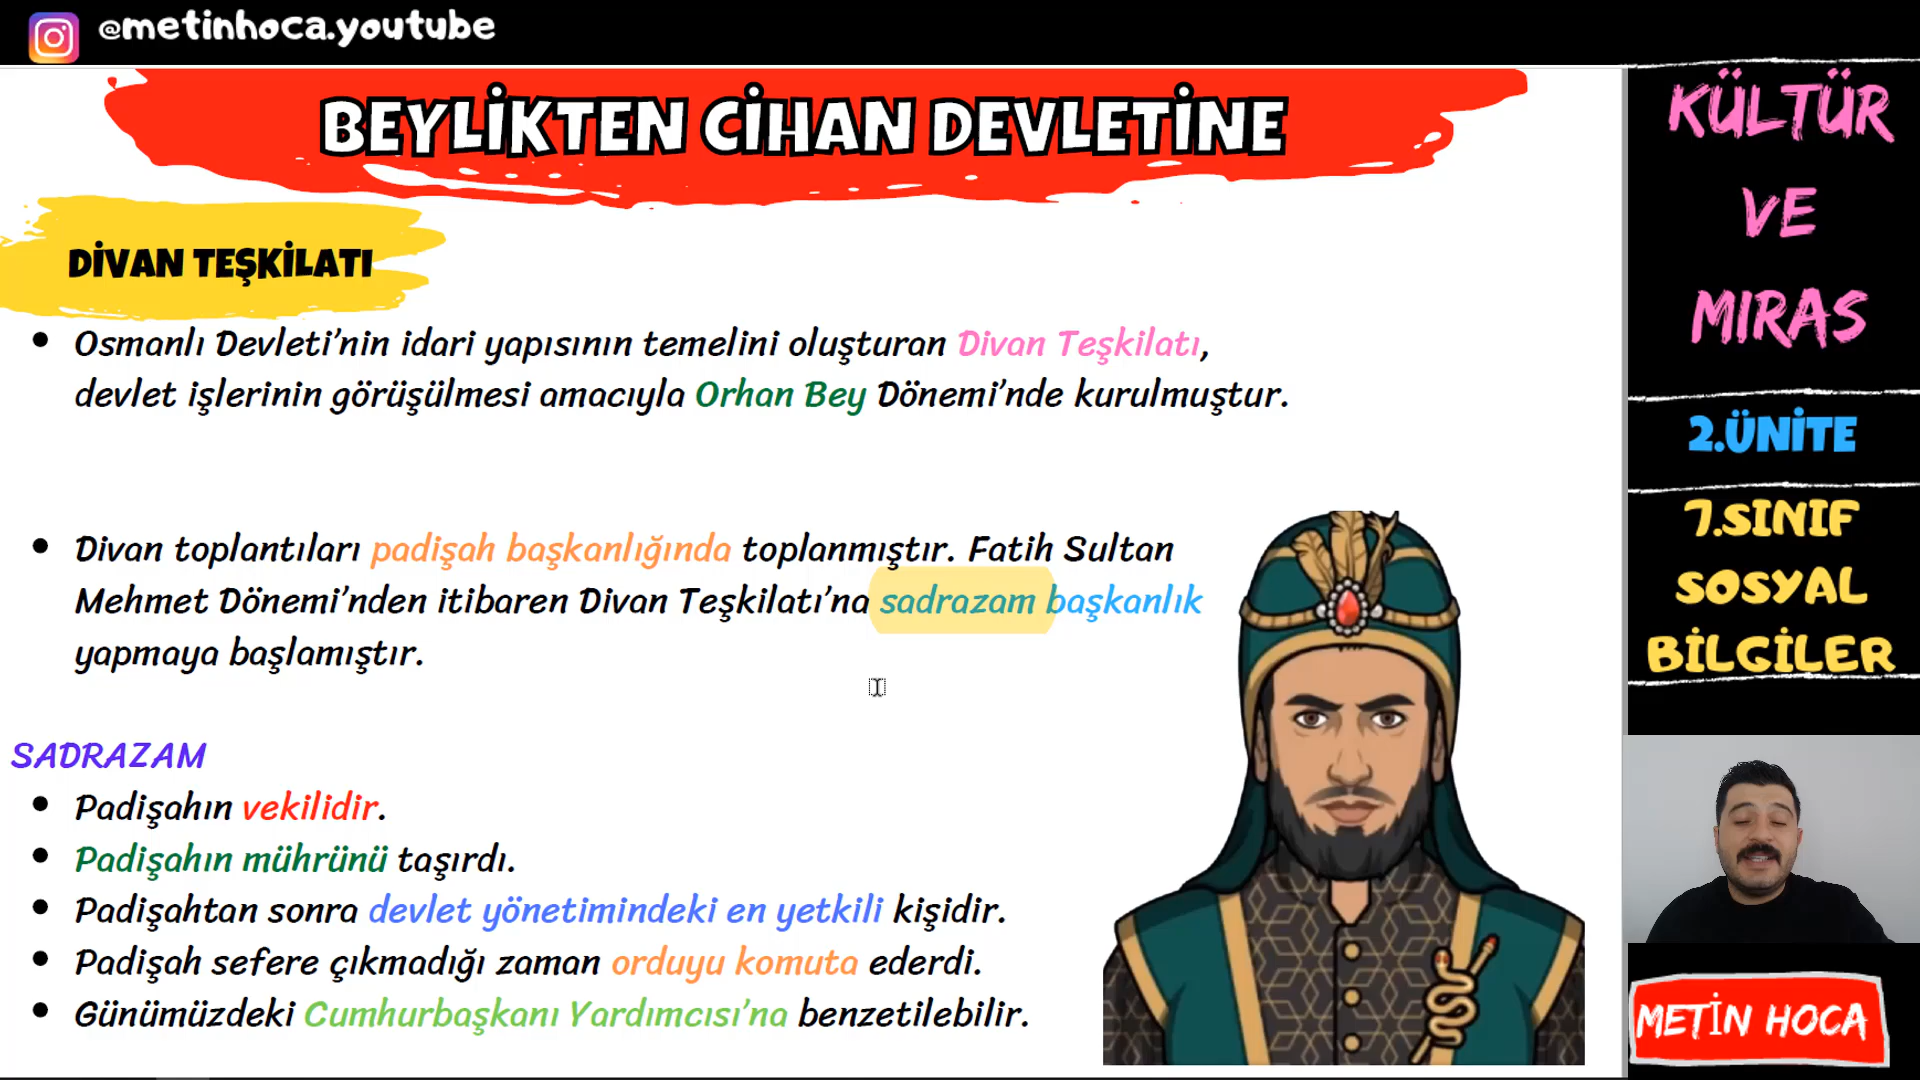 @metinhoca.youtube
BEYLİKTEN CİHAN DEVLETİNE
DİVAN TEŞKİLATI
• Osmanlı Devleti’nin idari yapısının temelini oluşturan Divan Teşkilatı,
devlet işlerinin görüşülmesi amacıyla Orhan Bey Dönemi’nde kurulmuştur.
• Divan toplantıları padişah başkanlığında toplanmıştır. Fatih Sultan
Mehmet Dönemi’nden itibaren Divan Teşkilatı’na sadrazam başkanlık
yapmaya başlamıştır.
SADRAZAM
• Padişahın vekilidir.
• Padişahın mührünü taşırdı.
• Padişahtan sonra devlet yönetimindeki en yetkili kişidir.
• Padişah sefere çıkmadığı zaman orduyu komuta ederdi.
• Günümüzdeki Cumhurbaşkanı Yardımcısı’na benzetilebilir.
KÜLTÜR
VE
MIRAS
2.ÜNİTE
7.SINIF
SOSYAL
BİLGİLER
METİN HOCA